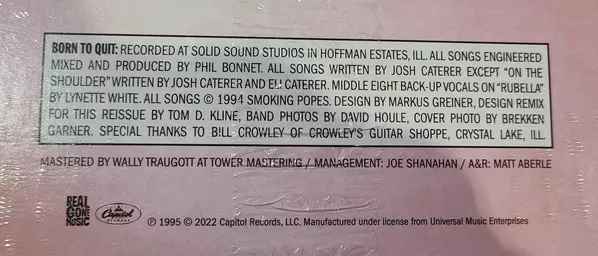 BORN TO QUIT: RECORDED AT SOLID SOUND STUDIOS IN HOFFMAN ESTATES, ILL. ALL SONGS ENGINEERED
MIXED AND PRODUCED BY PHIL BONNET. ALL SONGS WRITTEN BY JOSH CATERER EXCEPT "ON THE
SHOULDER" WRITTEN BY JOSH CATERER AND ELI CATERER. MIDDLE EIGHT BACK-UP VOCALS ON "RUBELLA"
BY LYNETTE WHITE. ALL SONGS © 1994 SMOKING POPES. DESIGN BY MARKUS GREINER, DESIGN REMIX
FOR THIS REISSUE BY TOM D. KLINE, BAND PHOTOS BY DAVID HOULE, COVER PHOTO BY BREKKEN
GARNER. SPECIAL THANKS TO BILL CROWLEY OF CROWLEY'S GUITAR SHOPPE, CRYSTAL LAKE, ILL.
MASTERED BY WALLY TRAUGOTT AT TOWER MASTERING / MANAGEMENT: JOE SHANAHAN / A&R: MATT ABERLE
REAL
GONE
MUSIC
Capitol
RECORDS
℗ 1995 © 2022 Capitol Records, LLC. Manufactured under license from Universal Music Enterprises